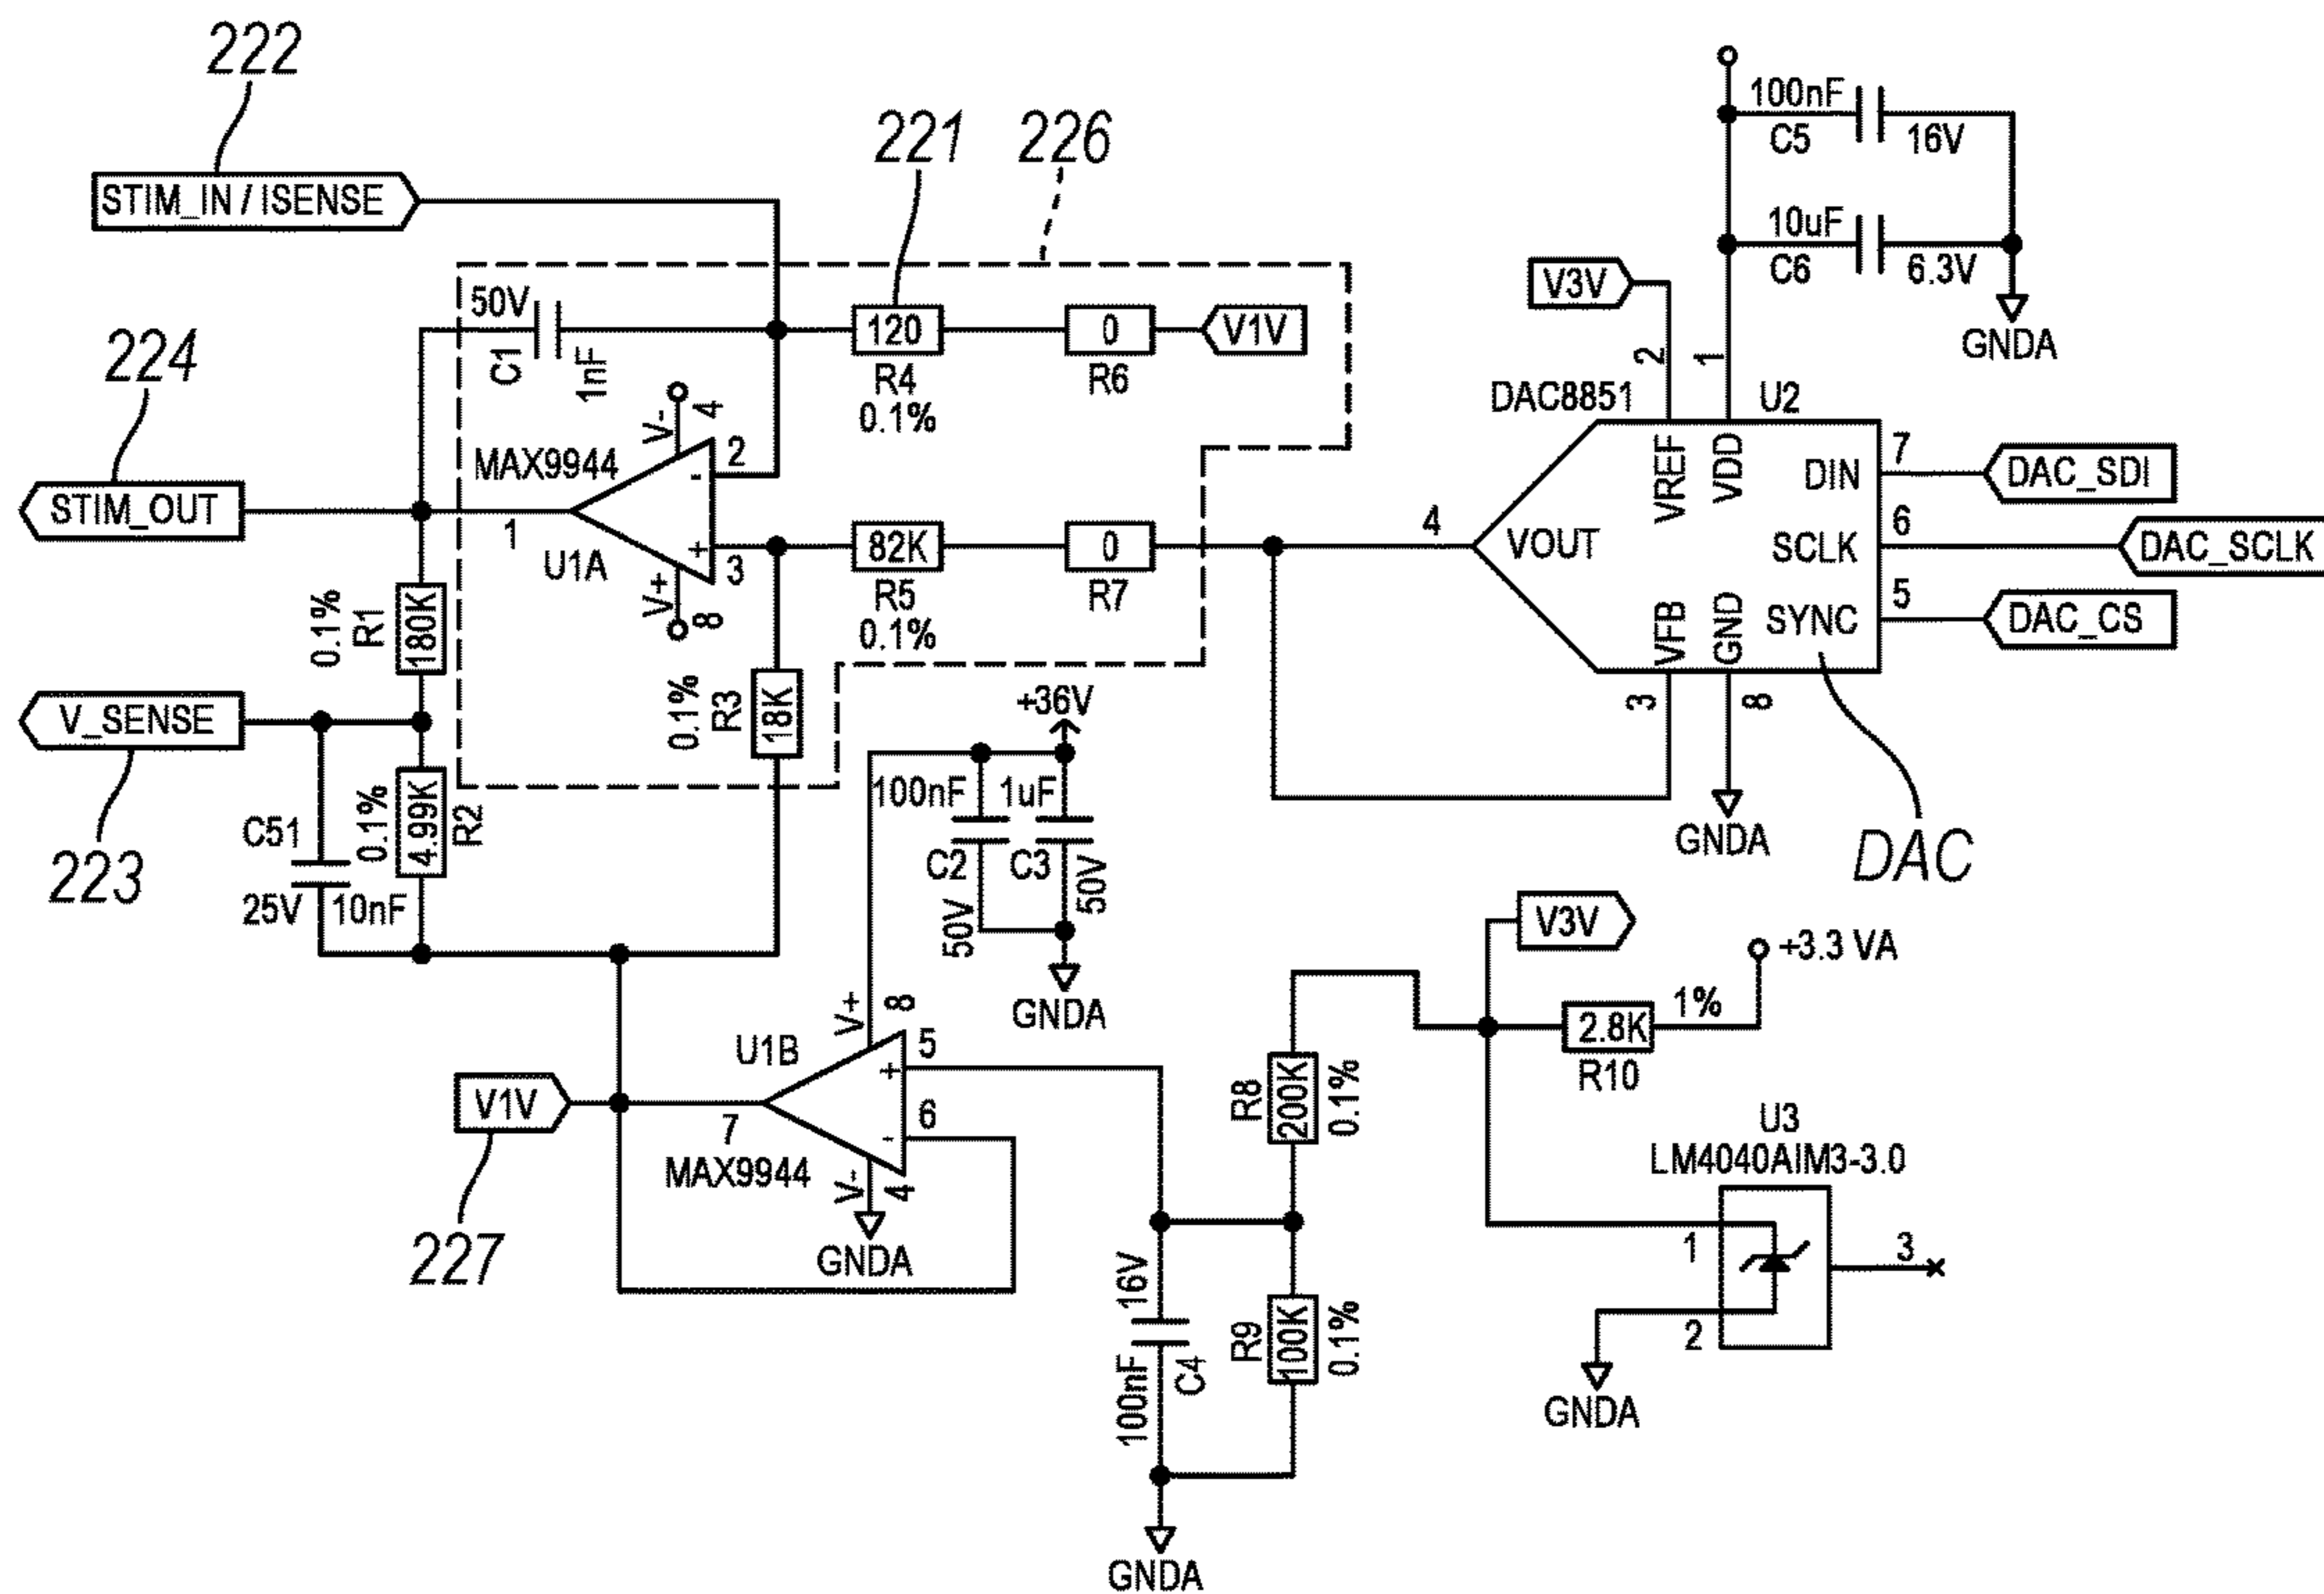 222
221
226
100nF
C5
16V
STIM_IN / ISENSE
10uF
C6
6.3V
GNDA
50V
C1
1nF
120
R4
0.1%
0
R6
V1V
V3V
2
1
DAC8851
U2
224
STIM_OUT
MAX9944
V-
4
2
-
1
+
3
U1A
V+
8
82K
R5
0.1%
0
R7
4
VOUT
VREF
VDD
DIN
7
DAC_SDI
SCLK
6
DAC_SCLK
SYNC
5
DAC_CS
VFB
GND
3
8
GNDA
DAC
0.1%
R1
180K
0.1%
R3
18K
V_SENSE
223
C51
25V
10nF
0.1%
4.99K
R2
+36V
100nF
1uF
C2
C3
50V
50V
GNDA
V3V
+3.3 VA
1%
2.8K
R10
U1B
V+
8
5
+
6
-
V1V
227
7
MAX9944
V-
4
GNDA
R8
200K
0.1%
U3
LM4040AIM3-3.0
1
2
3
GNDA
16V
100nF
C4
R9
100K
0.1%
GNDA